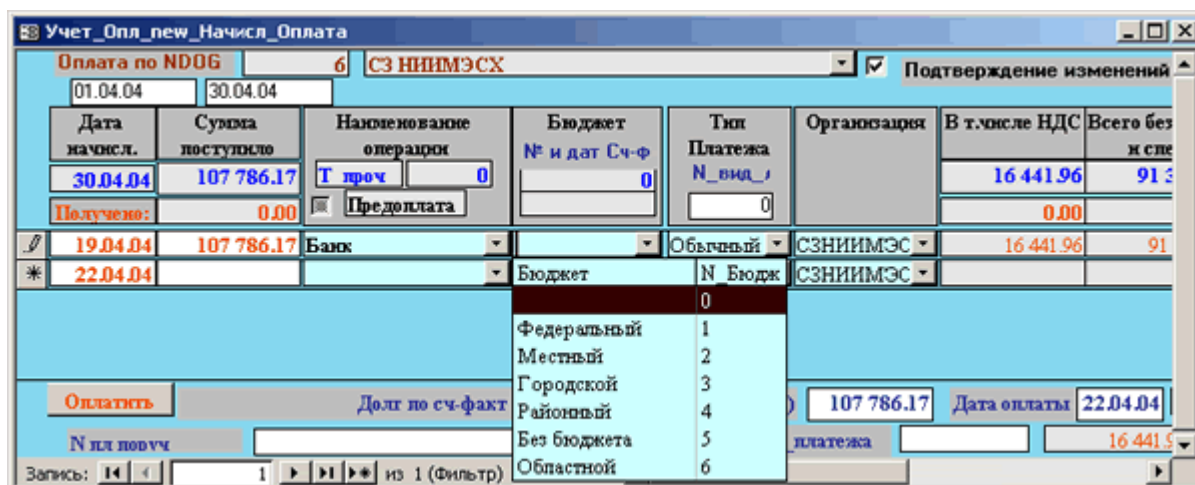 Учет_Опл_new_Начисл_Оплата
Оплата по NDOG 6 СЗ НИИМЭСХ Подтверждение изменений
01.04.04 30.04.04
Дата Сумма Наименование Бюджет Тип Организация В т.числе НДС Всего без
начисл. поступило операции № и дат Сч-ф Платежа и спе
30.04.04 107 786.17 Т проч 0 0 N_вид_ 16 441.96 91 3
Получено: 0.00 Предоплата 0 0.00
19.04.04 107 786.17 Банк Обычный СЗНИИМЭС 16 441.96 91
22.04.04 Бюджет N_Бюдж СЗНИИМЭС
0
Федеральный 1
Местный 2
Городской 3
Оплатить Долг по сч-факт Районный 4 ) 107 786.17 Дата оплаты 22.04.04
N пл поруч Без бюджета 5 платежа 16 441.9
Запись: 1 из 1 (Фильтр) Областной 6